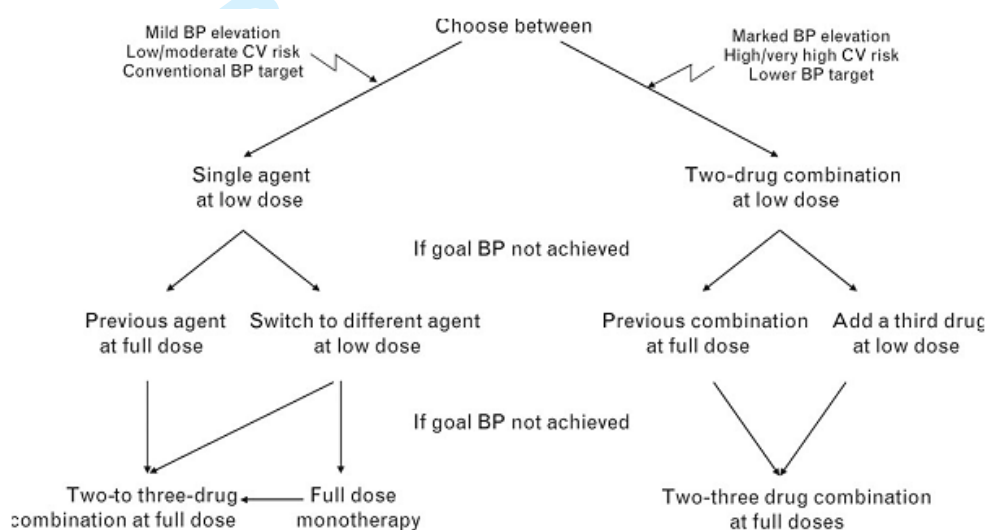 Choose between
Mild BP elevation
Low/moderate CV risk
Conventional BP target
Marked BP elevation
High/very high CV risk
Lower BP target
Single agent
at low dose
Two-drug combination
at low dose
If goal BP not achieved
Previous agent
at full dose
Switch to different agent
at low dose
Previous combination
at full dose
Add a third drug
at low dose
If goal BP not achieved
Two-to three-drug
combination at full dose
Full dose
monotherapy
Two-three drug combination
at full doses